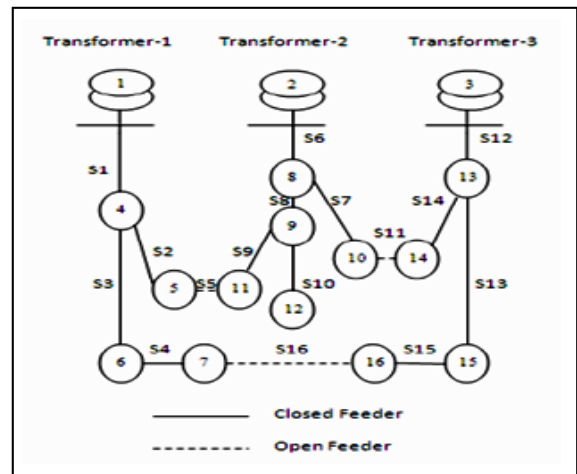 Transformer-1 Transformer-2 Transformer-3
1 2 3
S6 S12
S1 8 13
4 S8 S7 S14
9
S2 S9 S11
S3 5 S5 11 S10 10 14 S13
12
S4 S16 S15
6 7 16 15
Closed Feeder
Open Feeder